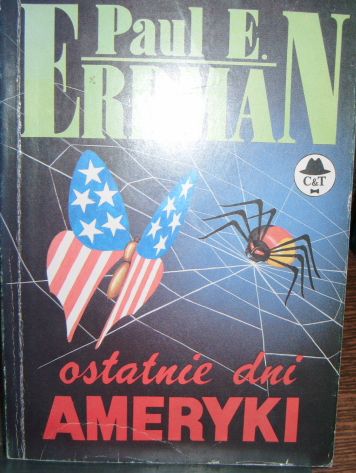 Paul E.
ERDMAN
C&T
ostatnie dni
AMERYKI